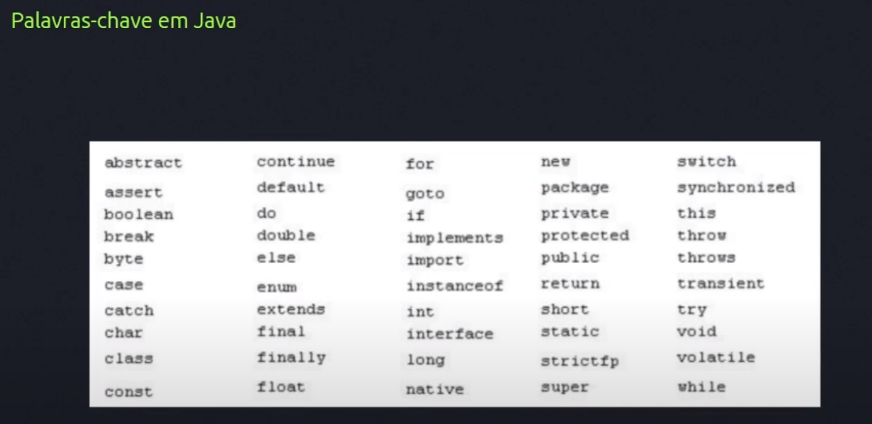 Palavras-chave em Java
abstract continue for new switch
assert default goto package synchronized
boolean do if private this
break double implements protected throw
byte else import public throws
case enum instanceof return transient
catch extends int short try
char final interface static void
class finally long strictfp volatile
const float native super while